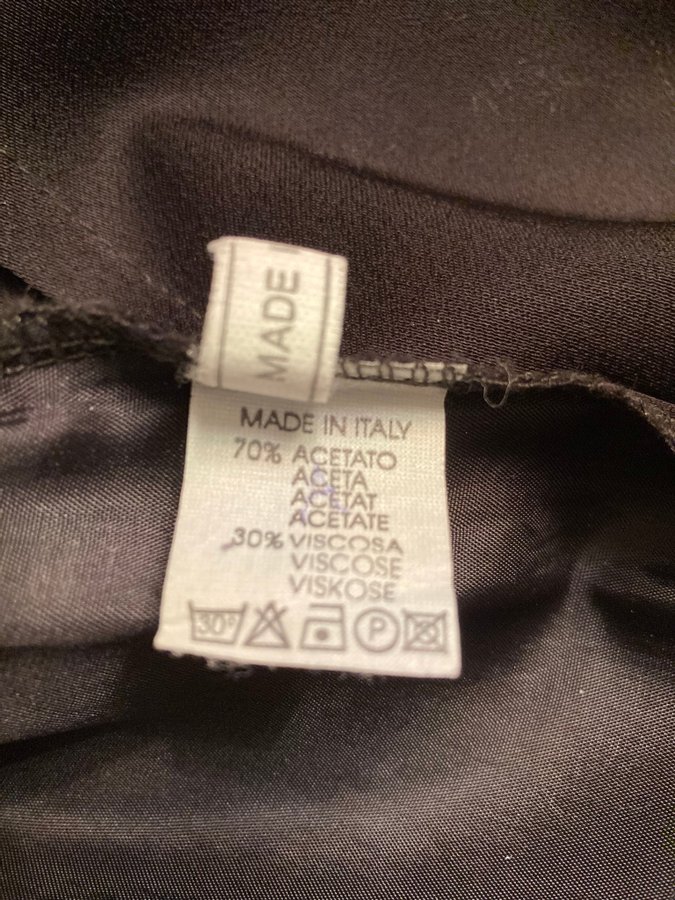 MADE
MADE IN ITALY
70% ACETATO
ACETA
ACETAT
ACETATE
30% VISCOSA
VISCOSE
VISKOSE
30°
P